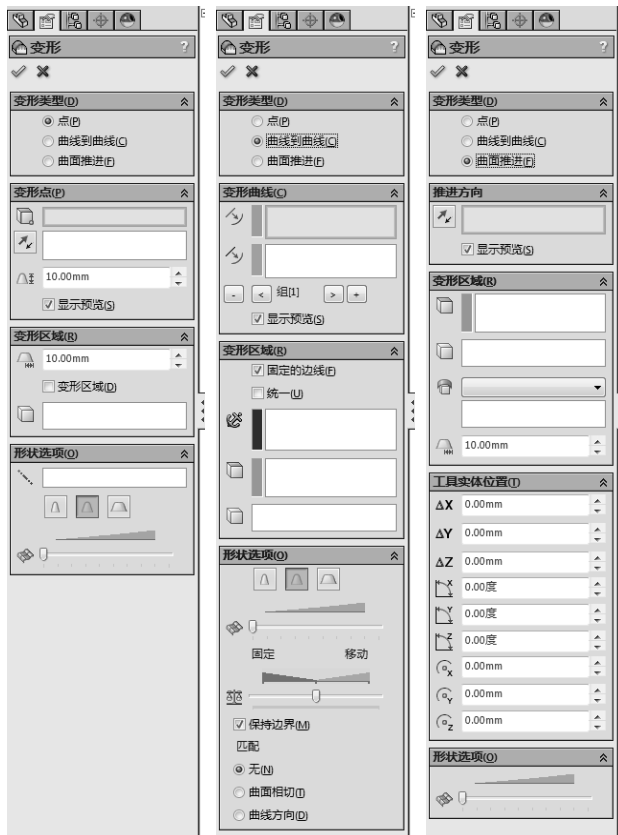 变形
?
变形类型(D)
点(P)
曲线到曲线(C)
曲面推进(F)
变形点(P)
10.00mm
显示预览(S)
变形区域(R)
10.00mm
变形区域(D)
形状选项(O)
变形
?
变形类型(D)
点(P)
曲线到曲线(C)
曲面推进(F)
变形曲线(C)
- < 组[1] > +
显示预览(S)
变形区域(R)
固定的边线(F)
统一(U)
形状选项(O)
固定 移动
保持边界(M)
匹配
无(N)
曲面相切(T)
曲线方向(D)
变形
?
变形类型(D)
点(P)
曲线到曲线(C)
曲面推进(F)
推进方向
显示预览(S)
变形区域(R)
10.00mm
工具实体位置(T)
ΔX 0.00mm
ΔY 0.00mm
ΔZ 0.00mm
X 0.00度
Y 0.00度
Z 0.00度
X 0.00mm
Y 0.00mm
Z 0.00mm
形状选项(O)